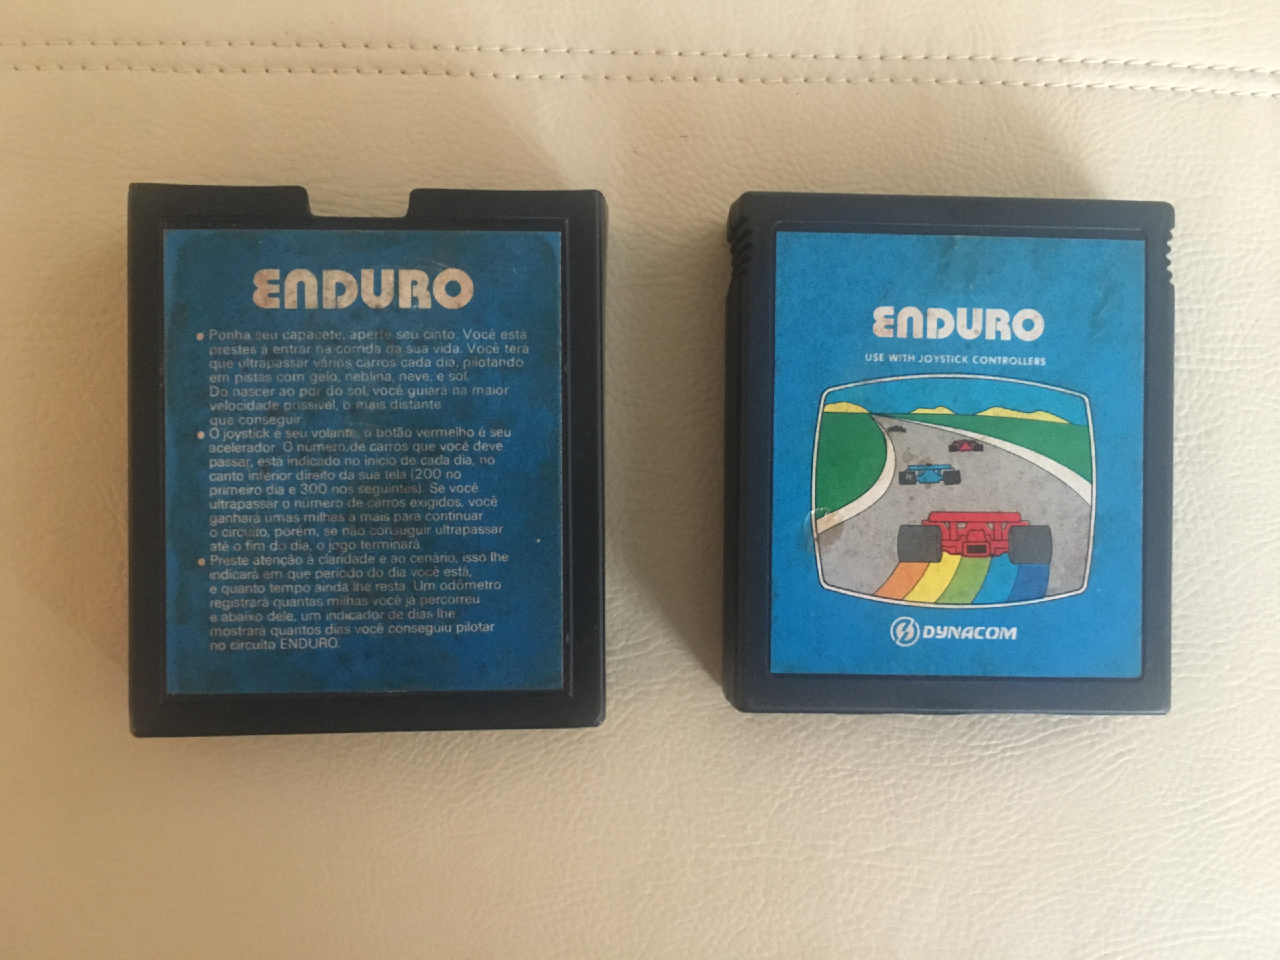 ENDURO
• Ponha seu capacete, aperte seu cinto. Você está
prestes a entrar na corrida da sua vida. Você terá
que ultrapassar vários carros cada dia, pilotando
em pistas com gelo, neblina, neve, e sol.
Do nascer ao por do sol, você guiará na maior
velocidade possível, o mais distante
que conseguir.
• O joystick é seu volante, o botão vermelho é seu
acelerador. O número de carros que você deve
passar, está indicado no início de cada dia, no
canto inferior direito da sua tela (200 no
primeiro dia e 300 nos seguintes). Se você
ultrapassar o número de carros exigidos, você
ganhará umas milhas a mais para continuar
o circuito, porém, se não conseguir ultrapassar
até o fim do dia, o jogo terminará.
• Preste atenção à claridade e ao cenário, isso lhe
indicará em que período do dia você está,
e quanto tempo ainda lhe resta. Um odômetro
registrará quantas milhas você já percorreu
e abaixo dele, um indicador de dias lhe
mostrará quantos dias você conseguiu pilotar
no circuito ENDURO.
ENDURO
USE WITH JOYSTICK CONTROLLERS
DYNACOM